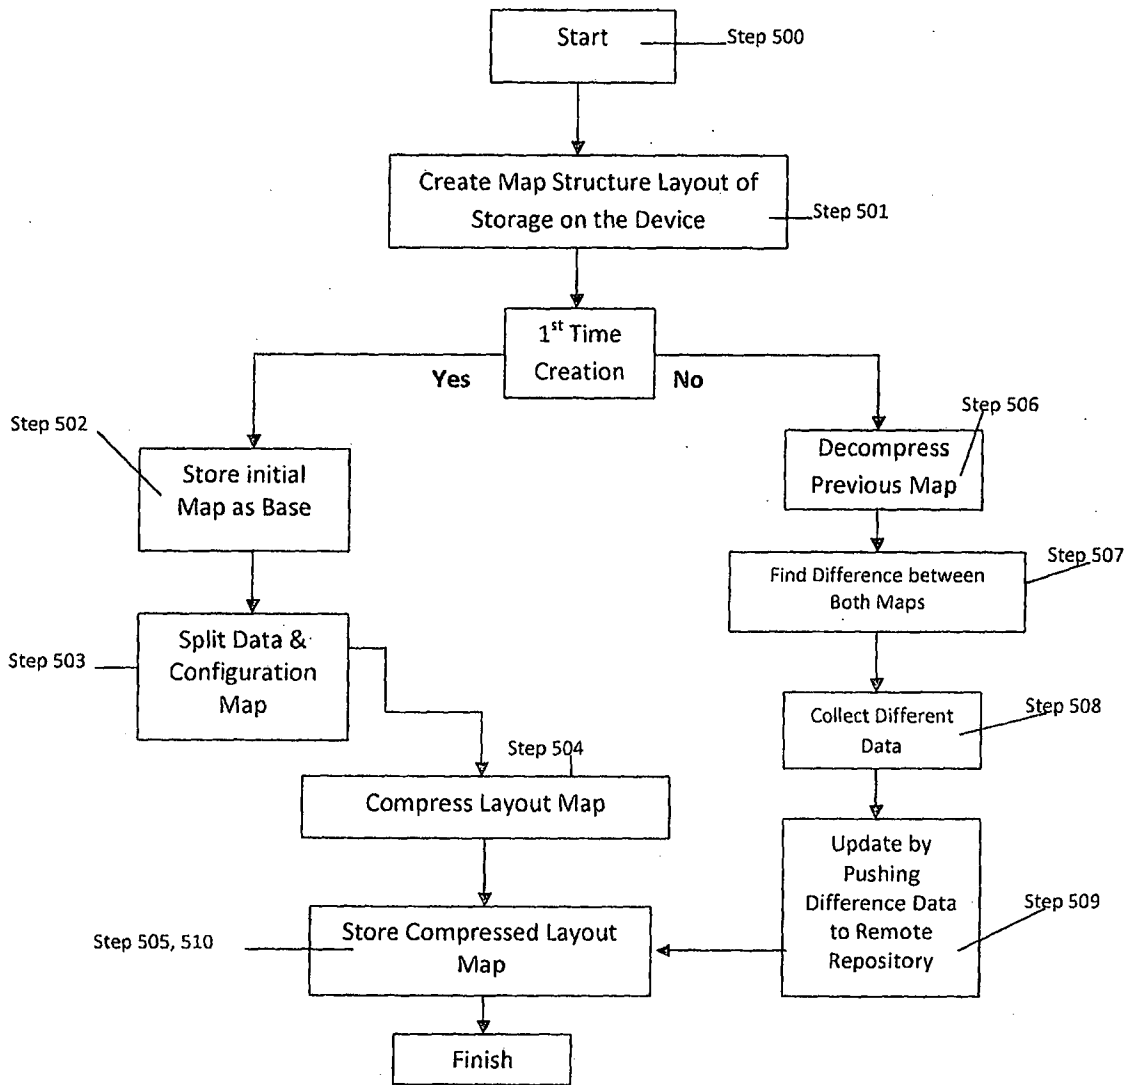 Start
Step 500
Create Map Structure Layout of
Storage on the Device
Step 501
1st Time
Creation
Yes
No
Step 502
Store initial
Map as Base
Step 506
Decompress
Previous Map
Step 507
Find Difference between
Both Maps
Step 503
Split Data &
Configuration
Map
Step 508
Collect Different
Data
Step 504
Compress Layout Map
Update by
Pushing
Difference Data
to Remote
Repository
Step 509
Step 505, 510
Store Compressed Layout
Map
Finish